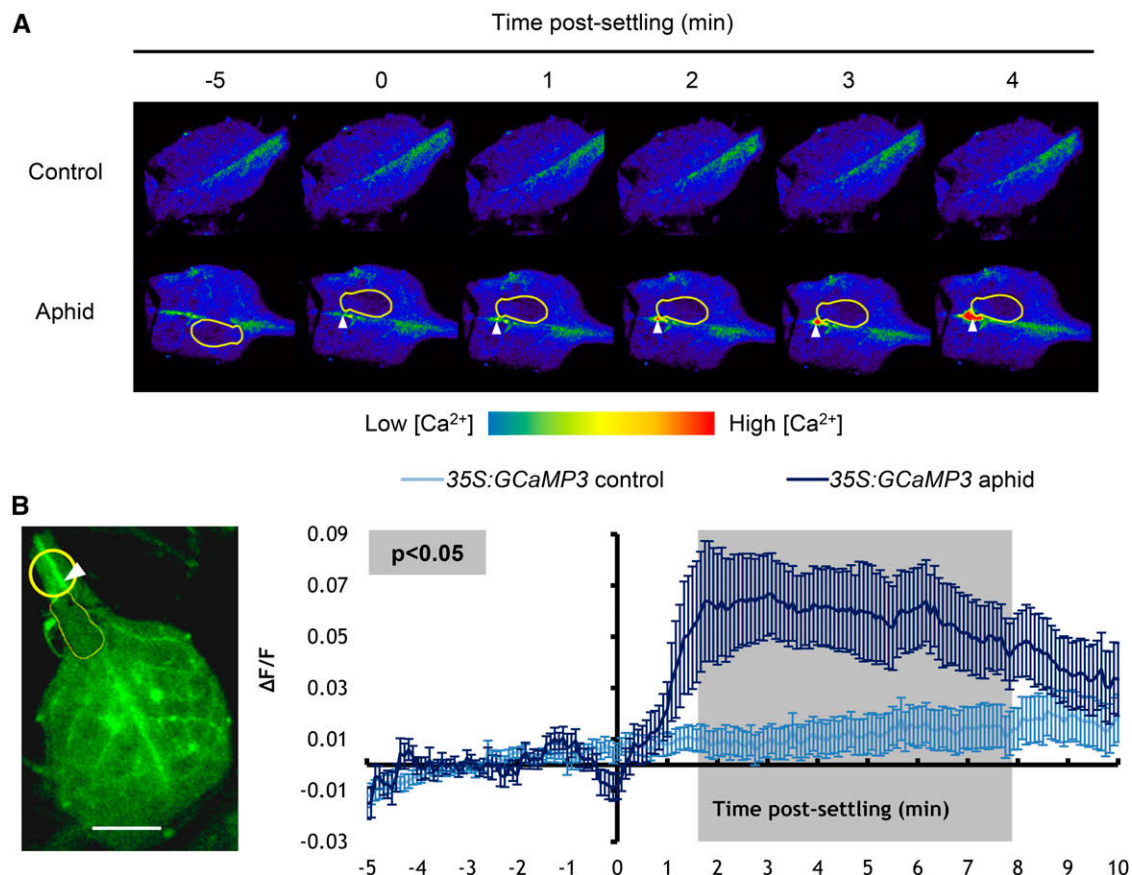 A
Time post-settling (min)
-5 0 1 2 3 4
Control
Aphid
Low [Ca²⁺] High [Ca²⁺]
35S:GCaMP3 control 35S:GCaMP3 aphid
B
p<0.05
ΔF/F
0.09
0.07
0.05
0.03
0.01
-0.01
-0.03
Time post-settling (min)
-5 -4 -3 -2 -1 0 1 2 3 4 5 6 7 8 9 10